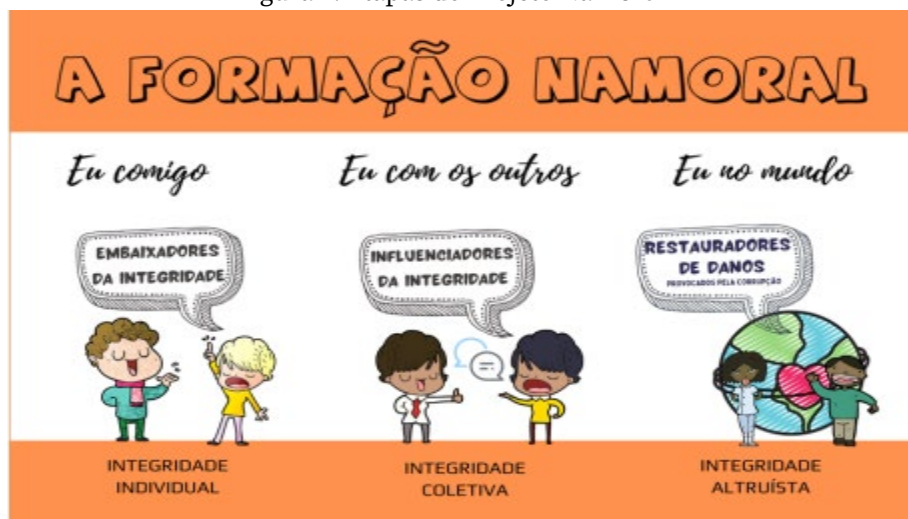 A FORMAÇÃO NAMORAL
Eu comigo
Eu com os outros
Eu no mundo
EMBAIXADORES
DA INTEGRIDADE
INFLUENCIADORES
DA INTEGRIDADE
RESTAURADORES
DE DANOS
PROVOCADOS PELA CORRUPÇÃO
INTEGRIDADE
INDIVIDUAL
INTEGRIDADE
COLETIVA
INTEGRIDADE
ALTRUÍSTA